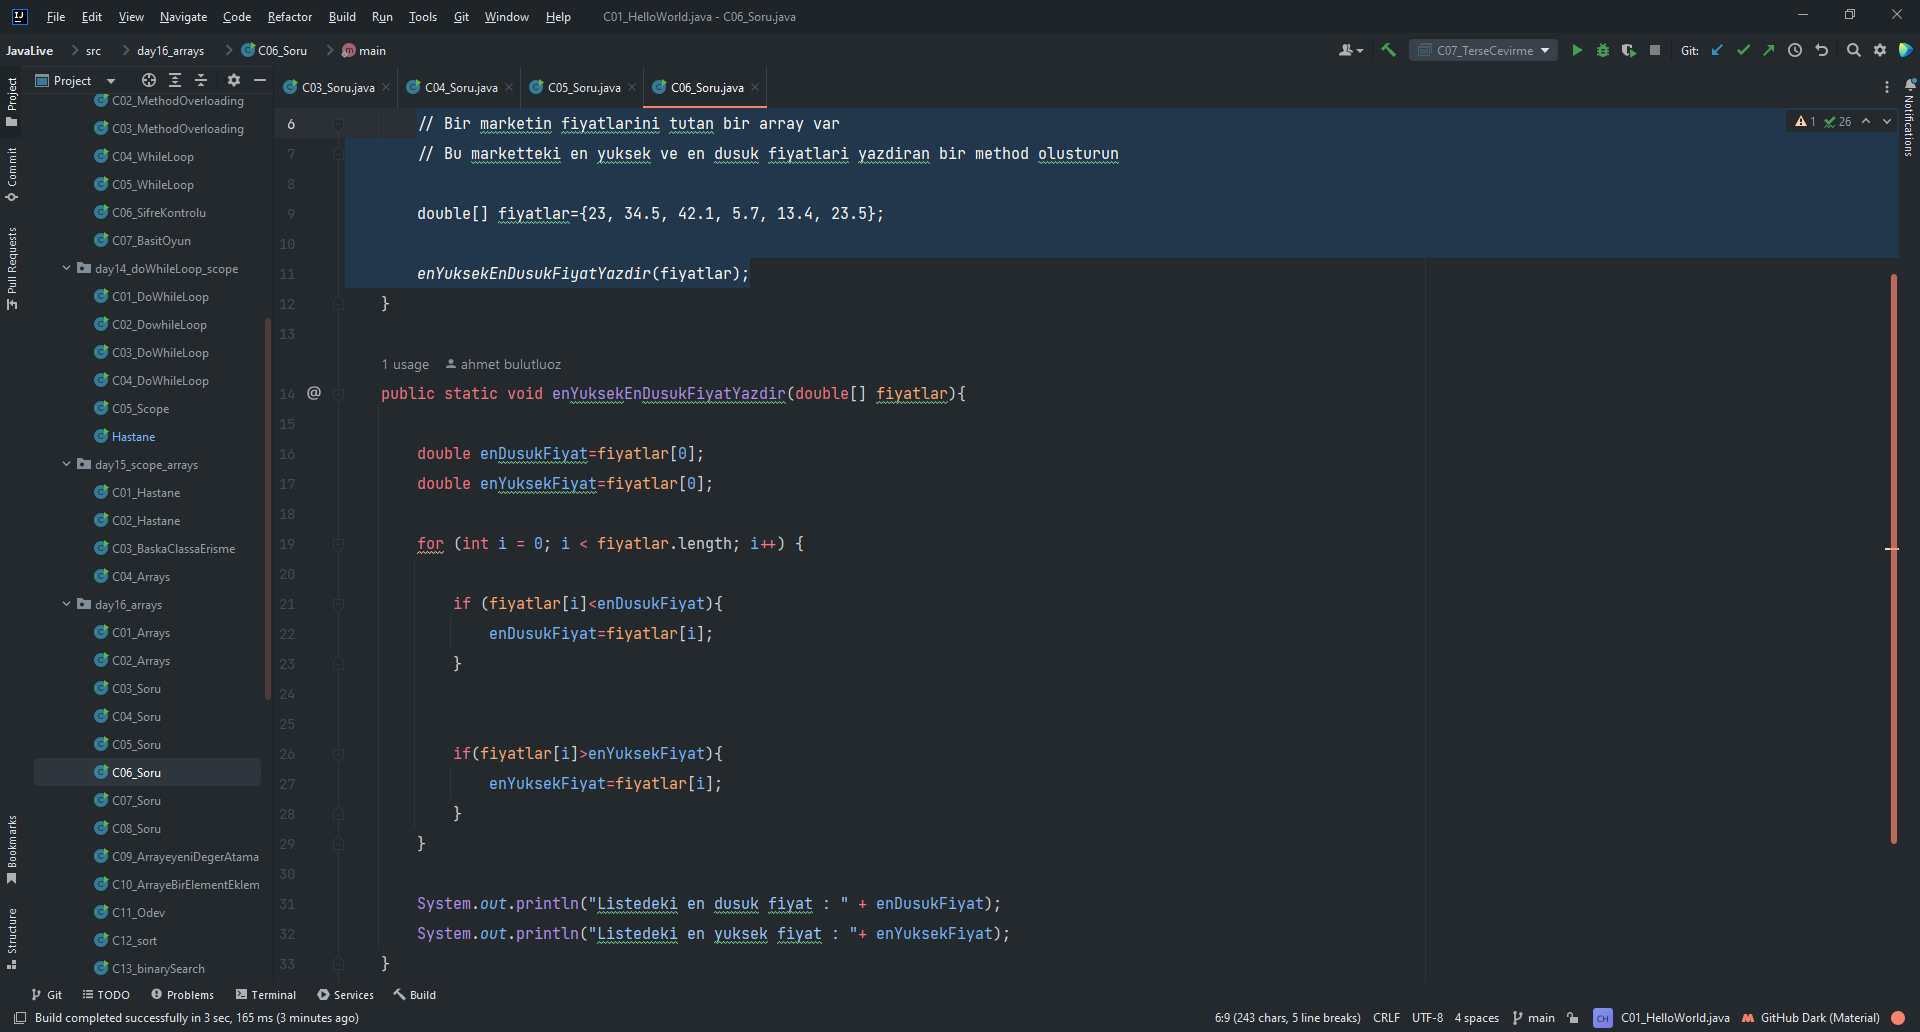 File Edit View Navigate Code Refactor Build Run Tools Git Window Help C01_HelloWorld.java - C06_Soru.java
JavaLive src day16_arrays C06_Soru main C07_TerseCevirme Git:
Project
C03_Soru.java C04_Soru.java C05_Soru.java C06_Soru.java
Project
Commit
Pull Requests
Bookmarks
Structure
Notifications
C02_MethodOverloading
C03_MethodOverloading
C04_WhileLoop
C05_WhileLoop
C06_SifreKontrolu
C07_BasitOyun
day14_doWhileLoop_scope
C01_DoWhileLoop
C02_DowhileLoop
C03_DoWhileLoop
C04_DoWhileLoop
C05_Scope
Hastane
day15_scope_arrays
C01_Hastane
C02_Hastane
C03_BaskaClassaErisme
C04_Arrays
day16_arrays
C01_Arrays
C02_Arrays
C03_Soru
C04_Soru
C05_Soru
C06_Soru
C07_Soru
C08_Soru
C09_ArrayeyeniDegerAtama
C10_ArrayeBirElementEklem
C11_Odev
C12_sort
C13_binarySearch
1 26
6 // Bir marketin fiyatlarini tutan bir array var
7 // Bu marketteki en yuksek ve en dusuk fiyatlari yazdiran bir method olusturun
8
9 double[] fiyatlar={23, 34.5, 42.1, 5.7, 13.4, 23.5};
10
11 enYuksekEnDusukFiyatYazdir(fiyatlar);
12 }
13
1 usage ahmet bulutluoz
14 @ public static void enYuksekEnDusukFiyatYazdir(double[] fiyatlar){
15
16 double enDusukFiyat=fiyatlar[0];
17 double enYuksekFiyat=fiyatlar[0];
18
19 for (int i = 0; i < fiyatlar.length; i++) {
20
21 if (fiyatlar[i]<enDusukFiyat){
22 enDusukFiyat=fiyatlar[i];
23 }
24
25
26 if(fiyatlar[i]>enYuksekFiyat){
27 enYuksekFiyat=fiyatlar[i];
28 }
29 }
30
31 System.out.println("Listedeki en dusuk fiyat : " + enDusukFiyat);
32 System.out.println("Listedeki en yuksek fiyat : "+ enYuksekFiyat);
33 }
Git TODO Problems Terminal Services Build
Build completed successfully in 3 sec, 165 ms (3 minutes ago) 6:9 (243 chars, 5 line breaks) CRLF UTF-8 4 spaces main CH C01_HelloWorld.java GitHub Dark (Material)